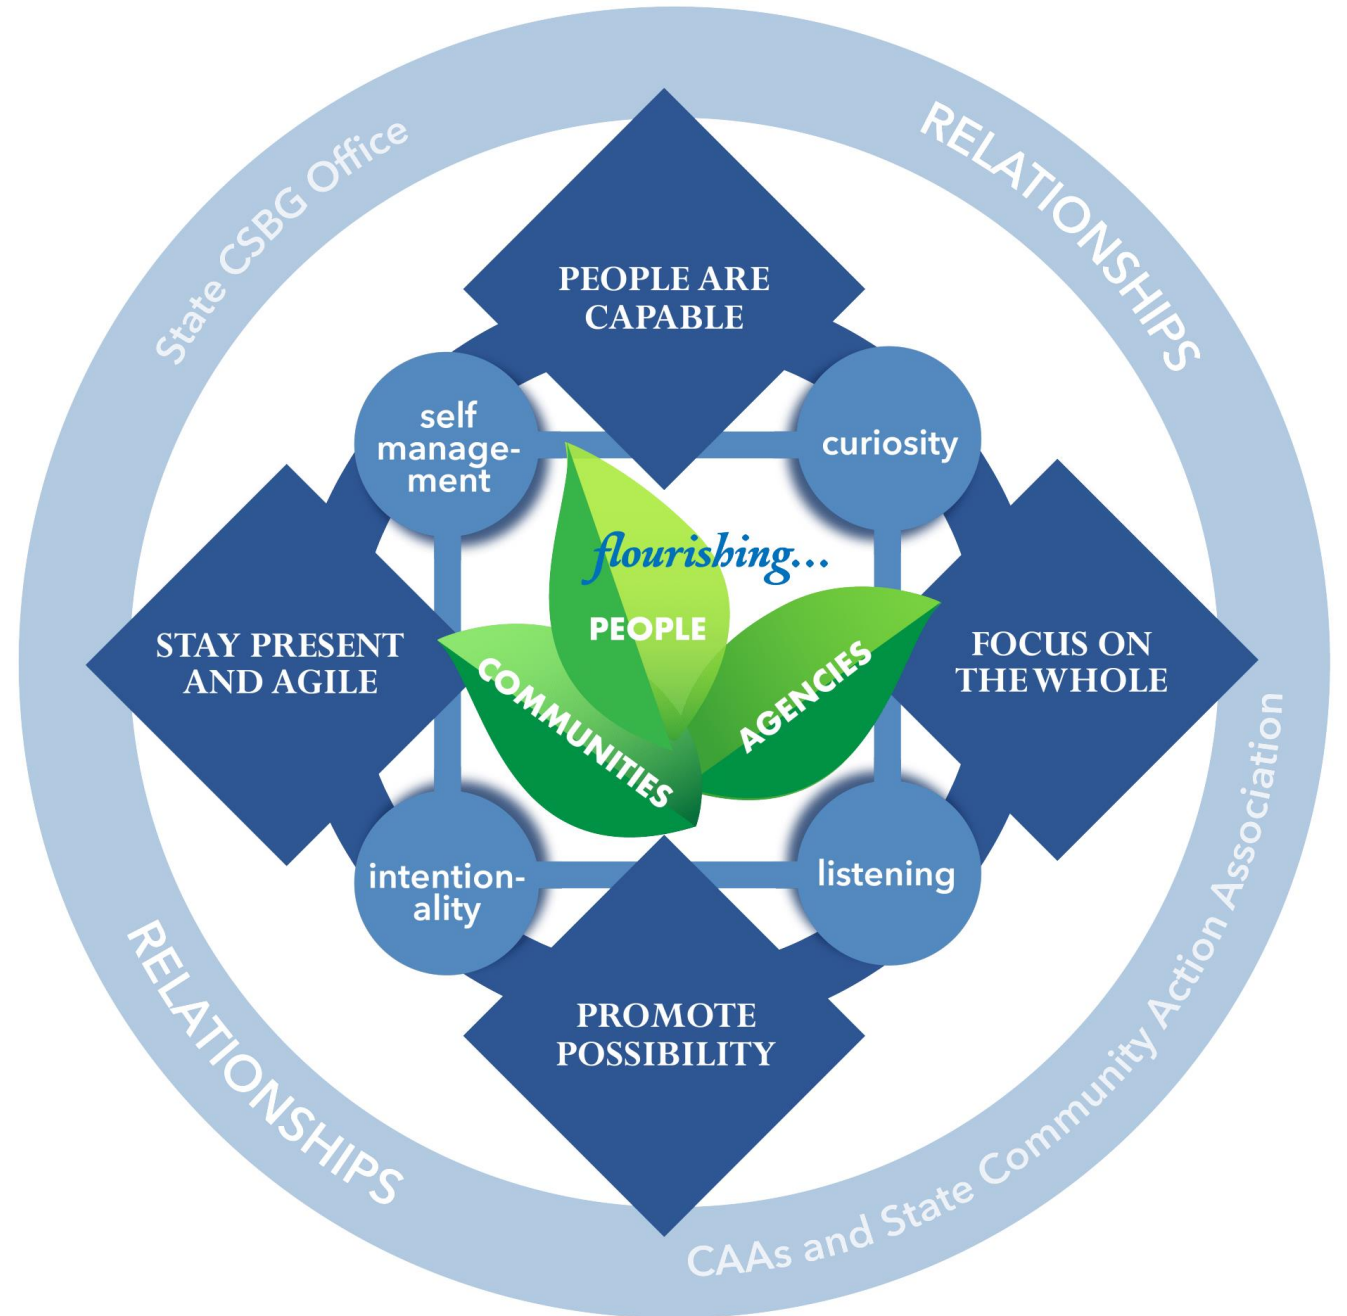 State CSBG Office
RELATIONSHIPS
PEOPLE ARE
CAPABLE
self
manage-
ment
curiosity
flourishing...
PEOPLE
COMMUNITIES
AGENCIES
STAY PRESENT
AND AGILE
FOCUS ON
THE WHOLE
intention-
ality
listening
PROMOTE
POSSIBILITY
RELATIONSHIPS
CAAs and State Community Action Association